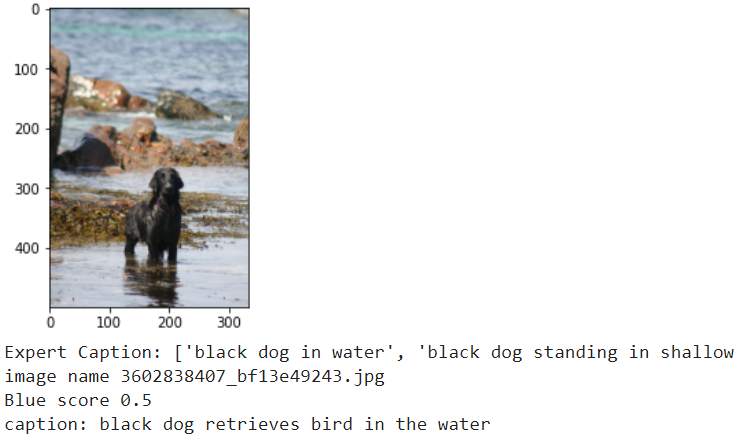 0
100
200
300
400
0 100 200 300
Expert Caption: ['black dog in water', 'black dog standing in shallow
image name 3602838407_bf13e49243.jpg
Blue score 0.5
caption: black dog retrieves bird in the water